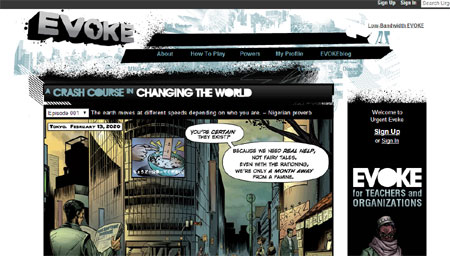 Sign Up Sign In Search Urg
EVOKE
Low-Bandwidth EVOKE
About How To Play Powers My Profile EVOKEblog
A CRASH COURSE IN CHANGING THE WORLD
Episode 001 The earth moves at different speeds depending on who you are. ~ Nigerian proverb
Tokyo. February 13, 2020
YOU'RE CERTAIN
THEY EXIST?
BECAUSE WE NEED REAL HELP,
NOT FAIRY TALES.
EVEN WITH THE RATIONING,
WE'RE ONLY A MONTH AWAY
FROM A FAMINE.
Welcome to
Urgent Evoke
Sign Up
or Sign In
EVOKE
for TEACHERS and
ORGANIZATIONS